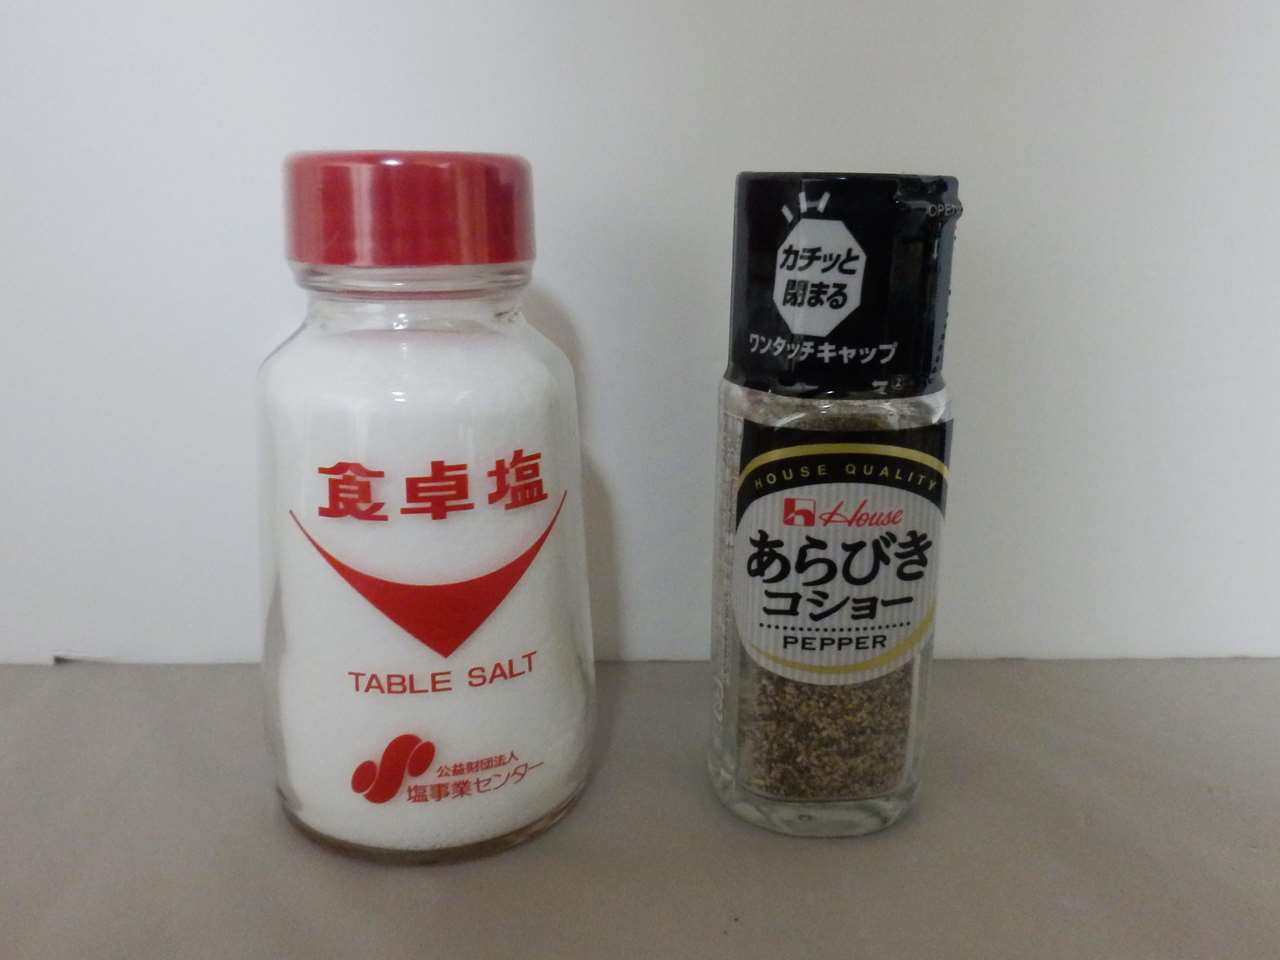 食卓塩
TABLE SALT
公益財団法人
塩事業センター
OPEN
カチッと
閉まる
ワンタッチキャップ
HOUSE QUALITY
House
あらびき
コショー
PEPPER